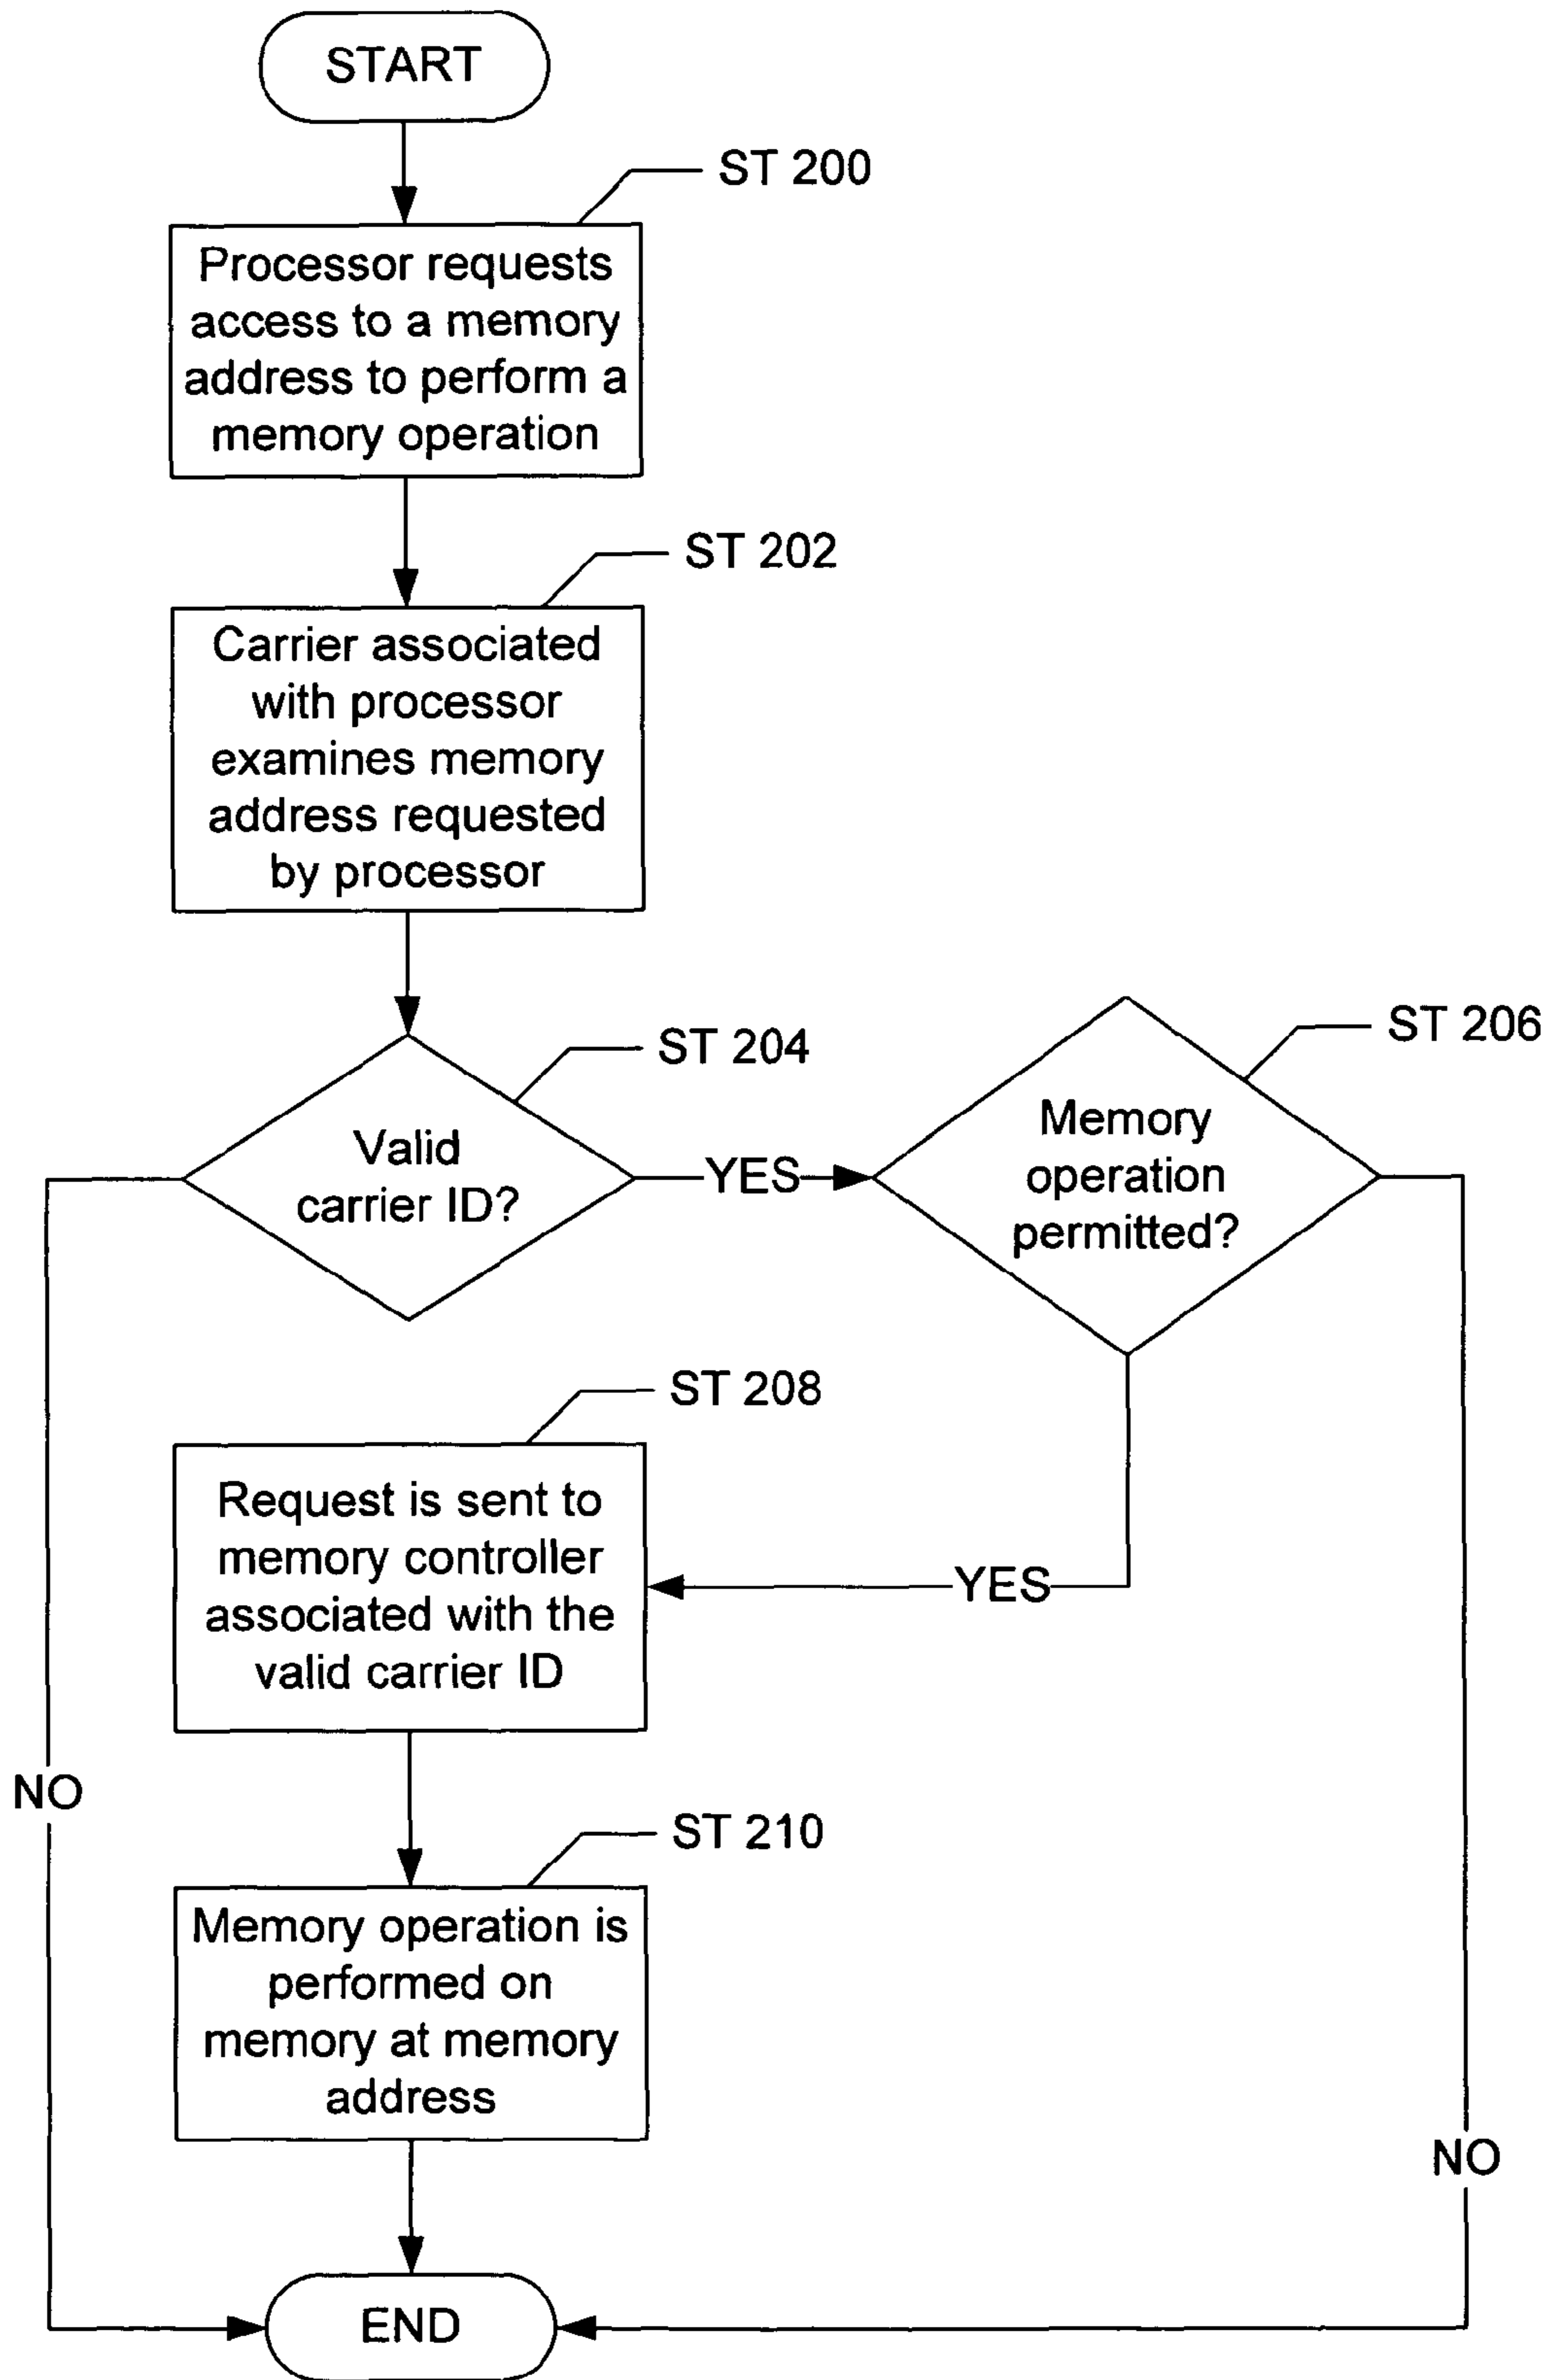 START
ST 200
Processor requests
access to a memory
address to perform a
memory operation
ST 202
Carrier associated
with processor
examines memory
address requested
by processor
ST 204
Valid
carrier ID?
YES
ST 206
Memory
operation
permitted?
ST 208
Request is sent to
memory controller
associated with the
valid carrier ID
YES
NO
ST 210
Memory operation is
performed on
memory at memory
address
NO
END